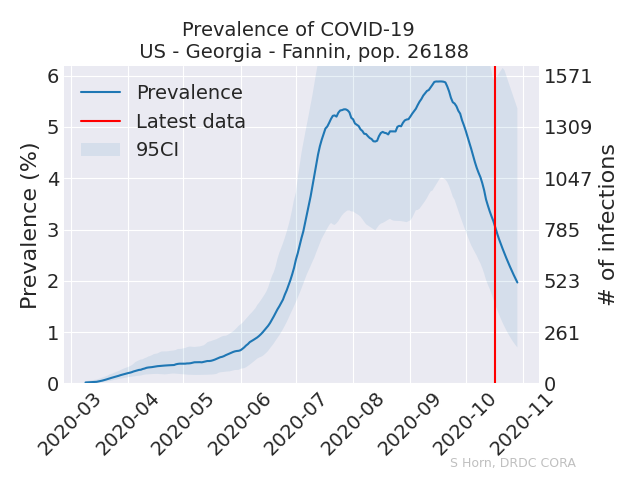 Prevalence of COVID-19
US - Georgia - Fannin, pop. 26188
Prevalence
Latest data
95CI
Prevalence (%)
6
5
4
3
2
1
0
1571
1309
1047
785
523
261
0
# of infections
2020-03
2020-04
2020-05
2020-06
2020-07
2020-08
2020-09
2020-10
2020-11
S Horn, DRDC CORA